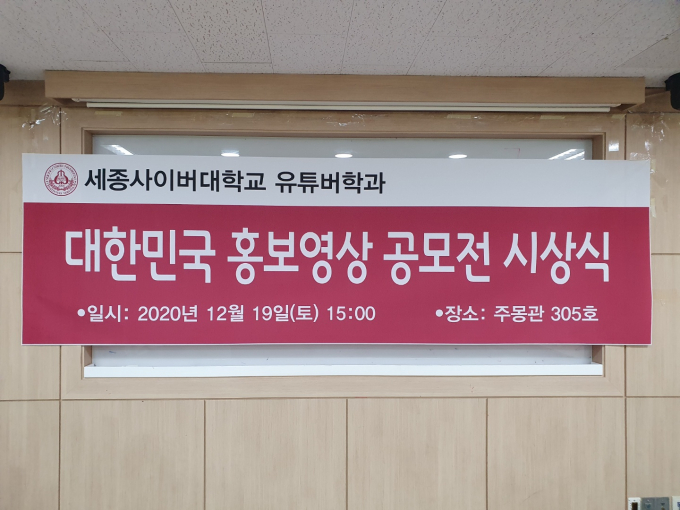 세종사이버대학교 유튜버학과
대한민국 홍보영상 공모전 시상식
•일시: 2020년 12월 19일(토) 15:00 •장소: 주몽관 305호